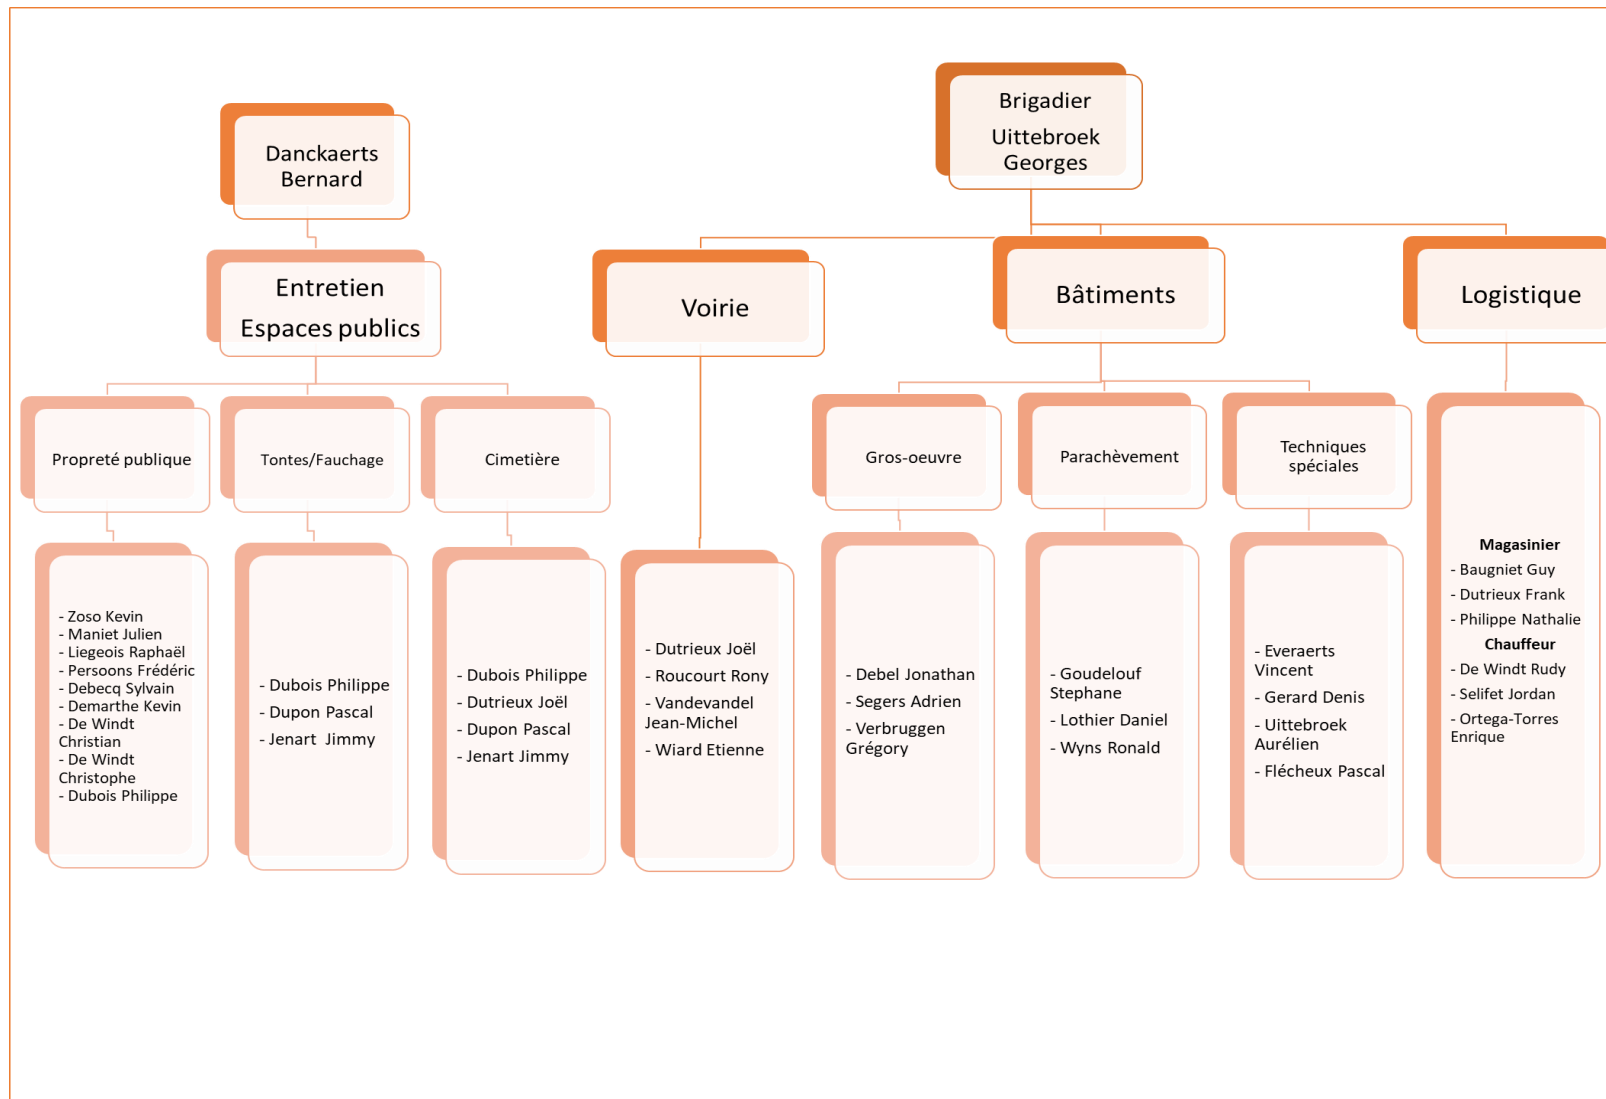 Danckaerts
Bernard
Entretien
Espaces publics
Propreté publique
- Zoso Kevin
- Maniet Julien
- Liegeois Raphaël
- Persoons Frédéric
- Debecq Sylvain
- Demarthe Kevin
- De Windt
Christian
- De Windt
Christophe
- Dubois Philippe
Tontes/Fauchage
- Dubois Philippe
- Dupon Pascal
- Jenart  Jimmy
Cimetière
- Dubois Philippe
- Dutrieux Joël
- Dupon Pascal
- Jenart Jimmy
Brigadier
Uittebroek
Georges
Voirie
- Dutrieux Joël
- Roucourt Rony
- Vandevandel
Jean-Michel
- Wiard Etienne
Bâtiments
Gros-oeuvre
- Debel Jonathan
- Segers Adrien
- Verbruggen
Grégory
Parachèvement
- Goudelouf
Stephane
- Lothier Daniel
- Wyns Ronald
Techniques
spéciales
- Everaerts
Vincent
- Gerard Denis
- Uittebroek
Aurélien
- Flécheux Pascal
Logistique
Magasinier
- Baugniet Guy
- Dutrieux Frank
- Philippe Nathalie
Chauffeur
- De Windt Rudy
- Selifet Jordan
- Ortega-Torres
Enrique